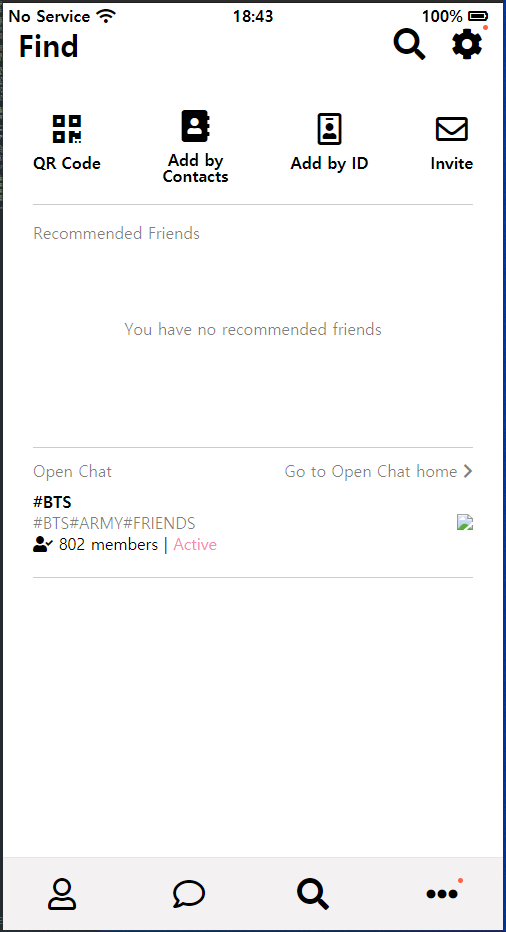 No Service 18:43 100%
Find
QR Code
Add by
Contacts
Add by ID
Invite
Recommended Friends
You have no recommended friends
Open Chat
Go to Open Chat home
#BTS
#BTS#ARMY#FRIENDS
802 members | Active